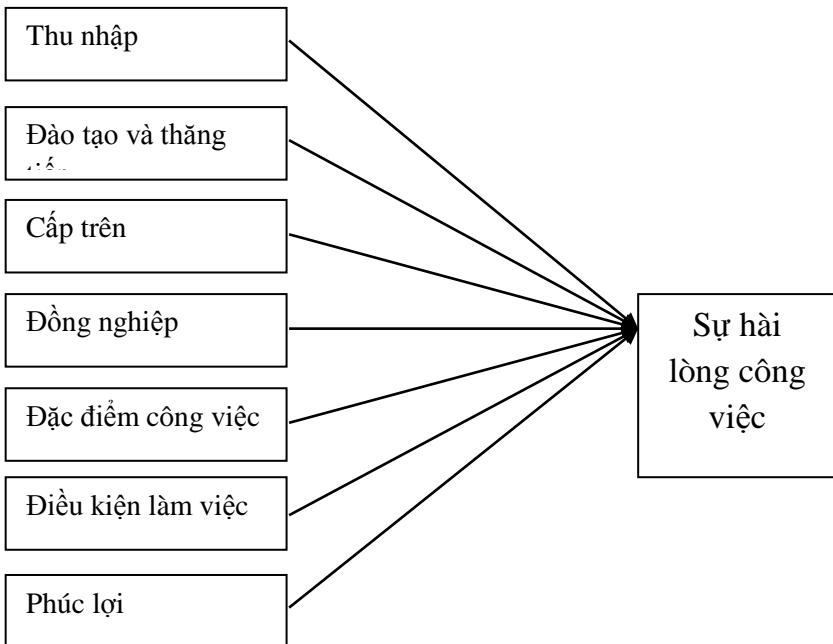 Thu nhập
Đào tạo và thăng
Cấp trên
Đồng nghiệp
Đặc điểm công việc
Điều kiện làm việc
Phúc lợi
Sự hài
lòng công
việc